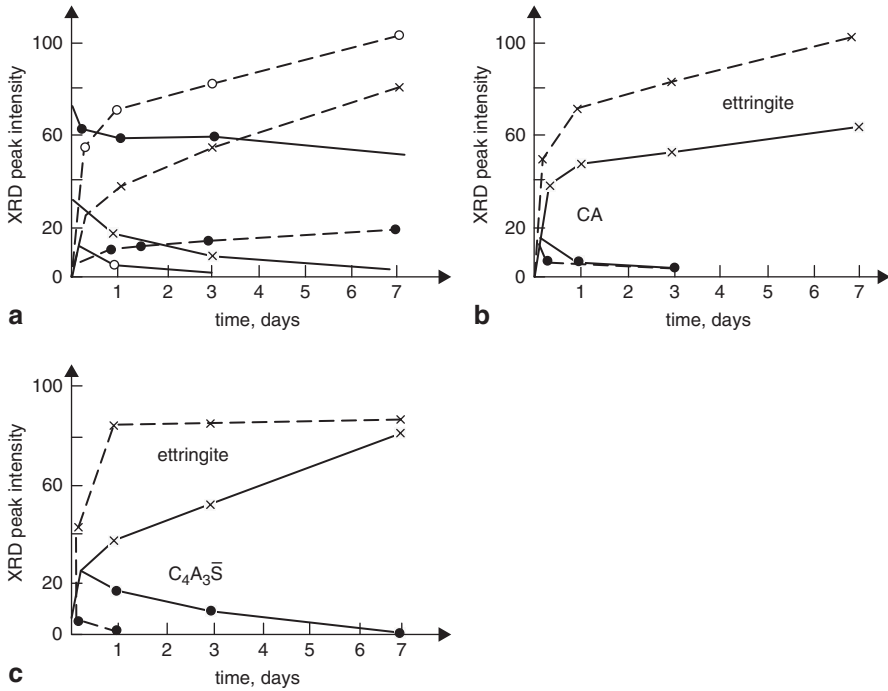 100
60
20
0
XRD peak intensity
1 2 3 4 5 6 7
time, days
a
100
60
20
0
XRD peak intensity
ettringite
CA
1 2 3 4 5 6 7
time, days
b
100
60
20
0
XRD peak intensity
ettringite
C₄A₃S̅
1 2 3 4 5 6 7
time, days
c